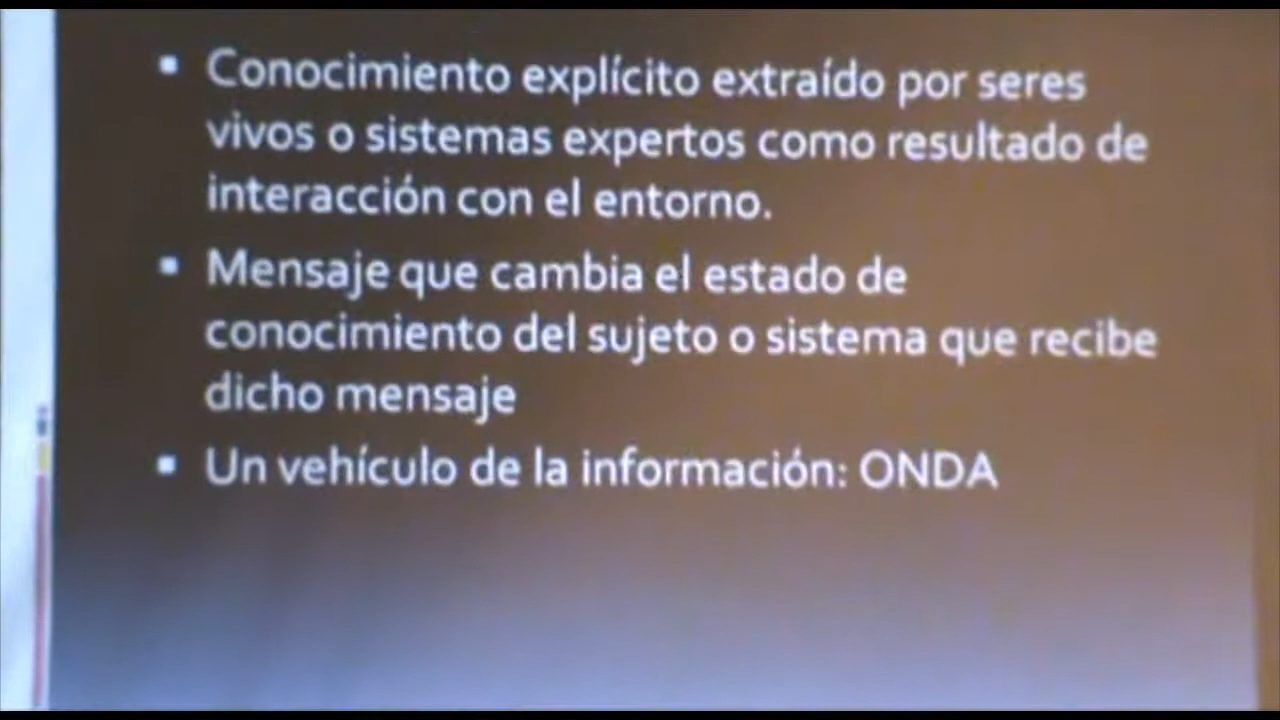 ▪ Conocimiento explícito extraído por seres
vivos o sistemas expertos como resultado de
interacción con el entorno.
▪ Mensaje que cambia el estado de
conocimiento del sujeto o sistema que recibe
dicho mensaje
▪ Un vehículo de la información: ONDA